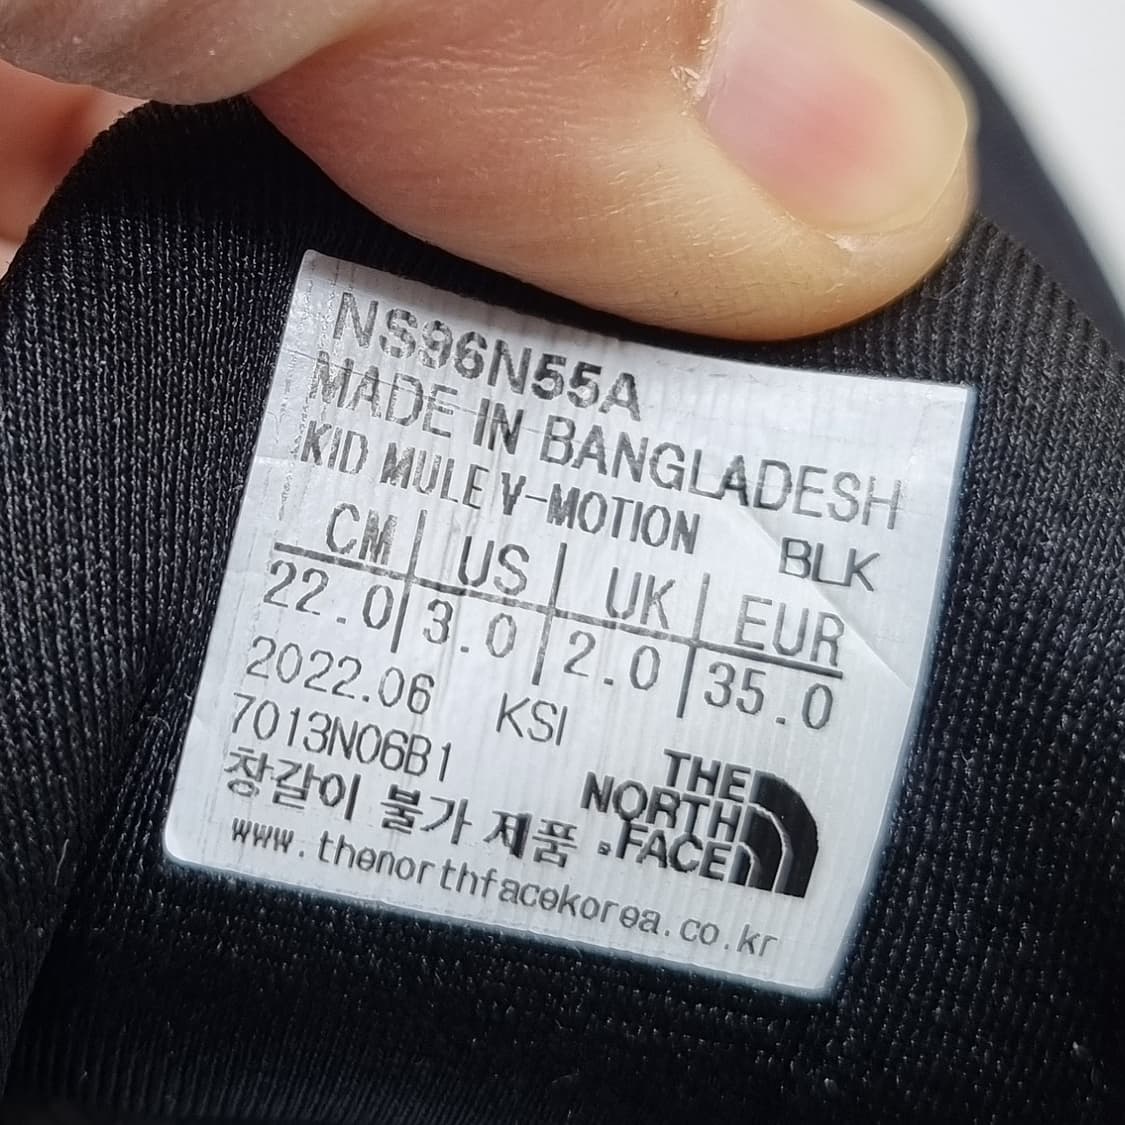 NS96N55A
MADE IN BANGLADESH
KID MULE V-MOTION BLK
CM US UK EUR
22.0 3.0 2.0 35.0
2022.06 KSI
7013N06B1
창갈이 불가 제품
THE
NORTH
FACE
www.thenorthfacekorea.co.kr